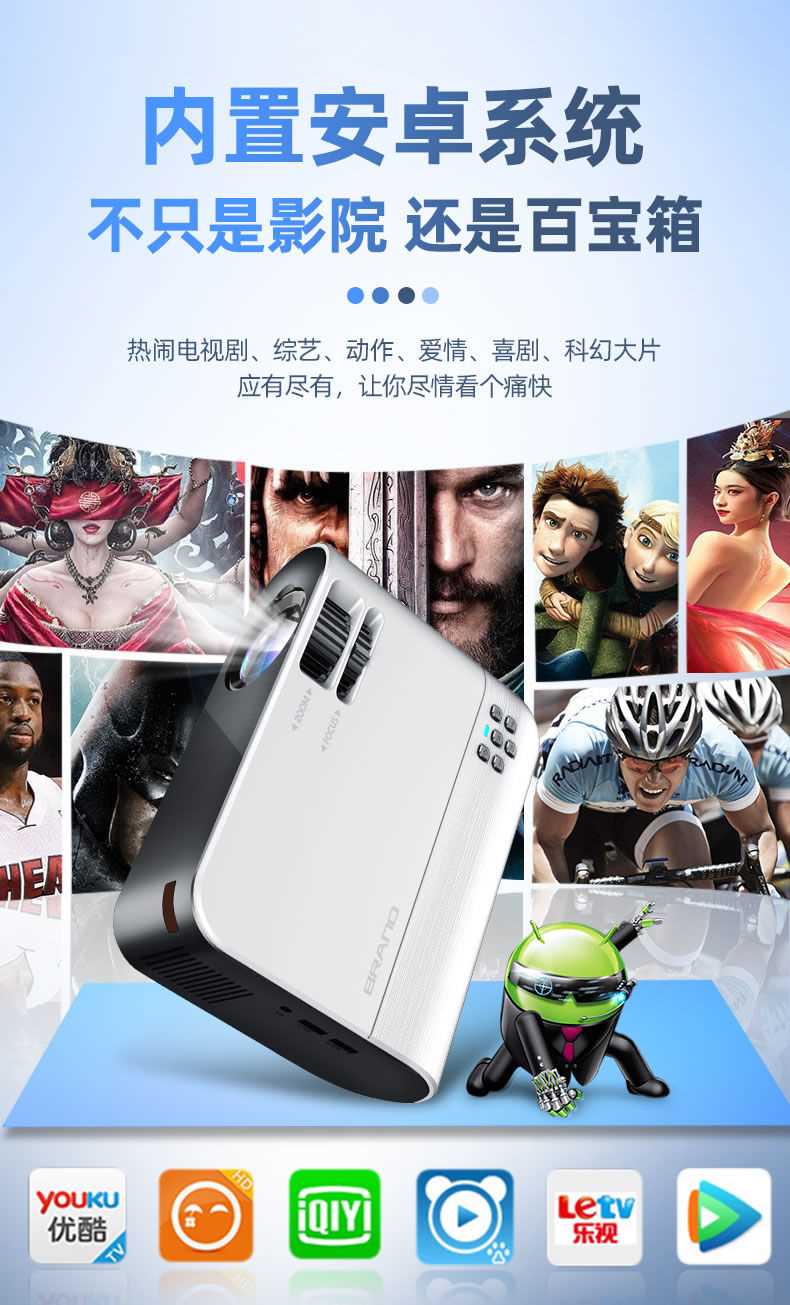 内置安卓系统
不只是影院 还是百宝箱
热闹电视剧、综艺、动作、爱情、喜剧、科幻大片
应有尽有，让你尽情看个痛快
ZOOM
FOCUS
BRAND
HEA
RADIANT
RADIANT
YOUKU
优酷
TV
HD
iQIYI
Letv
乐视